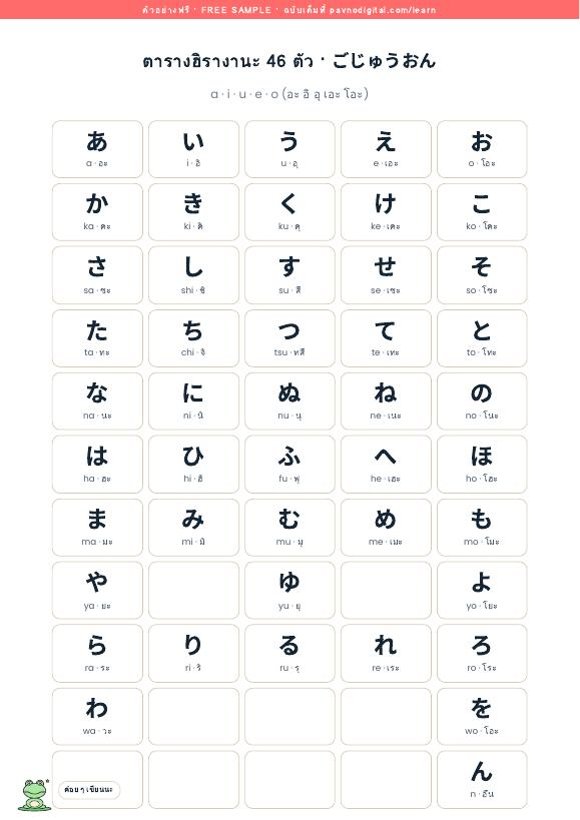 ตัวอย่างฟรี · FREE SAMPLE · ฉบับเต็มที่ pavnodigital.com/learn
ตารางฮิรางานะ 46 ตัว · ごじゅうおん
a · i · u · e · o (อะ อิ อุ เอะ โอะ)
あ い う え お
a · อะ i · อิ u · อุ e · เอะ o · โอะ
か き く け こ
ka · คะ ki · คิ ku · คุ ke · เคะ ko · โคะ
さ し す せ そ
sa · ซะ shi · ชิ su · สึ se · เซะ so · โซะ
た ち つ て と
ta · ทะ chi · จิ tsu · ทสึ te · เทะ to · โทะ
な に ぬ ね の
na · นะ ni · นิ nu · นุ ne · เนะ no · โนะ
は ひ ふ へ ほ
ha · ฮะ hi · ฮิ fu · ฟุ he · เฮะ ho · โฮะ
ま み む め も
ma · มะ mi · มิ mu · มุ me · เมะ mo · โมะ
や ゆ よ
ya · ยะ yu · ยุ yo · โยะ
ら り る れ ろ
ra · ระ ri · ริ ru · รุ re · เระ ro · โระ
わ を
wa · วะ wo · โอะ
ん
n · อึน
ค่อย ๆ เขียนนะ